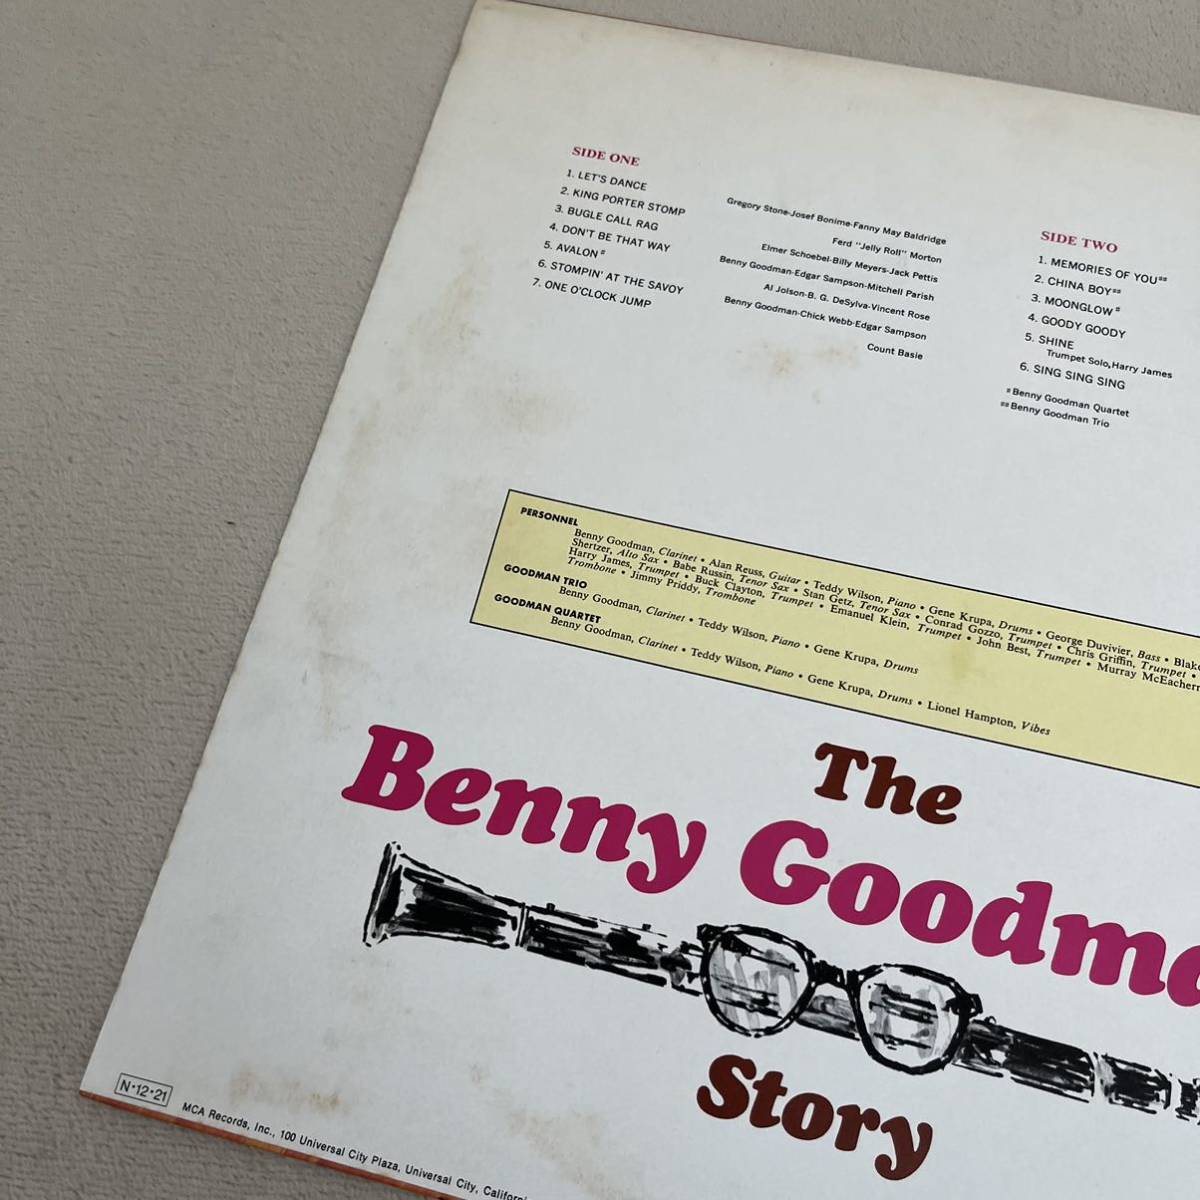 SIDE ONE
1. LET'S DANCE
2. KING PORTER STOMP
3. BUGLE CALL RAG
4. DON'T BE THAT WAY
5. AVALON#
6. STOMPIN' AT THE SAVOY
7. ONE O'CLOCK JUMP
Gregory Stone-Josef Bonime-Fanny May Baldridge
Ferd "Jelly Roll" Morton
Elmer Schoebel-Billy Meyers-Jack Pettis
Benny Goodman-Edgar Sampson-Mitchell Parish
Al Jolson-B. G. DeSylva-Vincent Rose
Benny Goodman-Chick Webb-Edgar Sampson
Count Basie
SIDE TWO
1. MEMORIES OF YOU##
2. CHINA BOY##
3. MOONGLOW#
4. GOODY GOODY
5. SHINE
Trumpet Solo, Harry James
6. SING SING SING
#Benny Goodman Quartet
##Benny Goodman Trio
PERSONNEL
Benny Goodman, Clarinet • Alan Reuss, Guitar • Teddy Wilson, Piano • Gene Krupa, Drums • George Duvivier, Bass •
Shertzer, Alto Sax • Babe Russin, Tenor Sax • Stan Getz, Tenor Sax • Conrad Gozzo, Trumpet • Chris Griffin, Trumpet •
Harry James, Trumpet • Buck Clayton, Trumpet • Emanuel Klein, Trumpet • John Best, Trumpet • Murray
Trombone • Jimmy Priddy, Trombone
GOODMAN TRIO
Benny Goodman, Clarinet • Teddy Wilson, Piano • Gene Krupa, Drums
GOODMAN QUARTET
Benny Goodman, Clarinet • Teddy Wilson, Piano • Gene Krupa, Drums • Lionel Hampton, Vibes
The
Benny Goodma
Story
N•12•21
MCA Records, Inc., 100 Universal City Plaza, Universal City, Californ